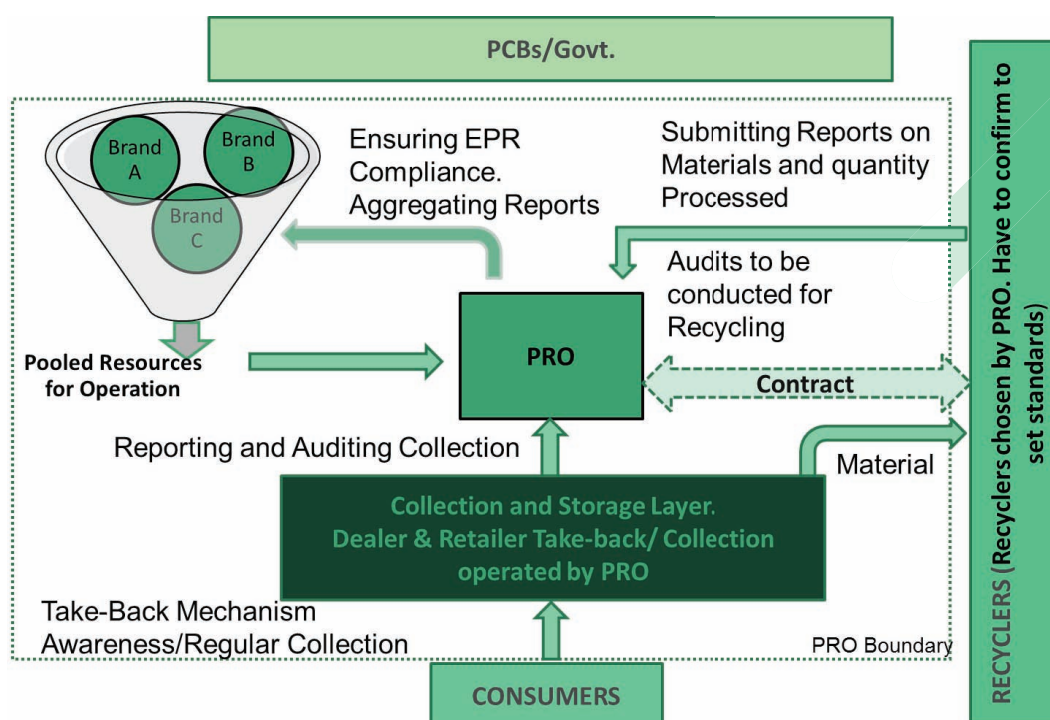 PCBs/Govt.
Brand
A
Brand
B
Brand
C
Ensuring EPR
Compliance.
Aggregating Reports
Submitting Reports on
Materials and quantity
Processed
Audits to be
conducted for
Recycling
Pooled Resources
for Operation
PRO
Contract
Reporting and Auditing Collection
Material
Collection and Storage Layer.
Dealer & Retailer Take-back/ Collection
operated by PRO
Take-Back Mechanism
Awareness/Regular Collection
PRO Boundary
CONSUMERS
RECYCLERS (Recyclers chosen by PRO. Have to confirm to
set standards)